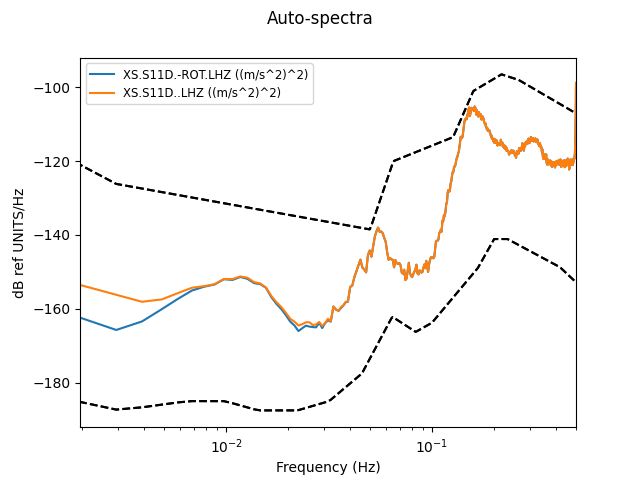 Auto-spectra
XS.S11D.-ROT.LHZ ((m/s^2)^2)
XS.S11D..LHZ ((m/s^2)^2)
dB ref UNITS/Hz
−100
−120
−140
−160
−180
10^{-2}
10^{-1}
Frequency (Hz)